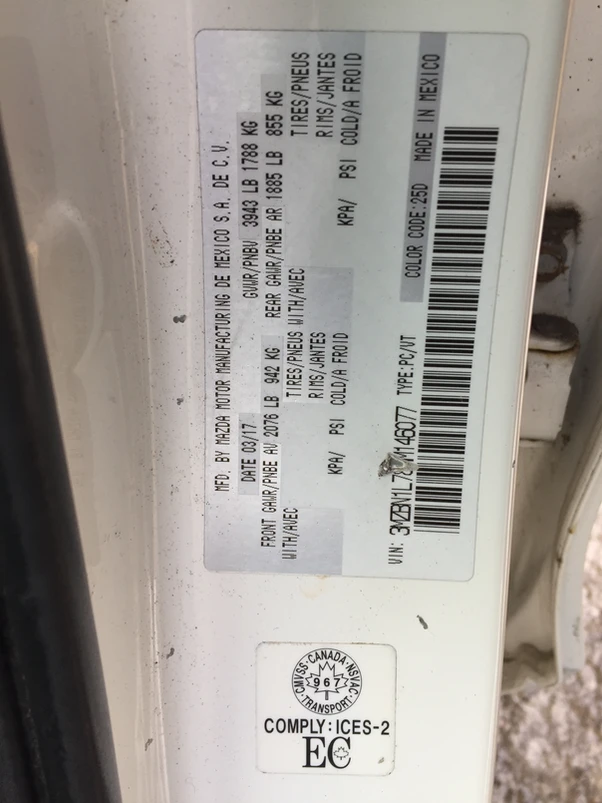 MFD. BY MAZDA MOTOR MANUFACTURING DE MEXICO S.A. DE C.V.
DATE 03/17 GVWR/PNBV 3943 LB 1788 KG
FRONT GAWR/PNBE AV 2076 LB 942 KG REAR GAWR/PNBE AR 1885 LB 855 KG
WITH/AVEC TIRES/PNEUS WITH/AVEC TIRES/PNEUS
RIMS/JANTES RIMS/JANTES
KPA/ PSI COLD/A FROID KPA/ PSI COLD/A FROID
COLOR CODE:25D MADE IN MEXICO
VIN: TYPE:PC/VT
CMVSS · CANADA · NSVAC
967
TRANSPORT
COMPLY:ICES-2
EC